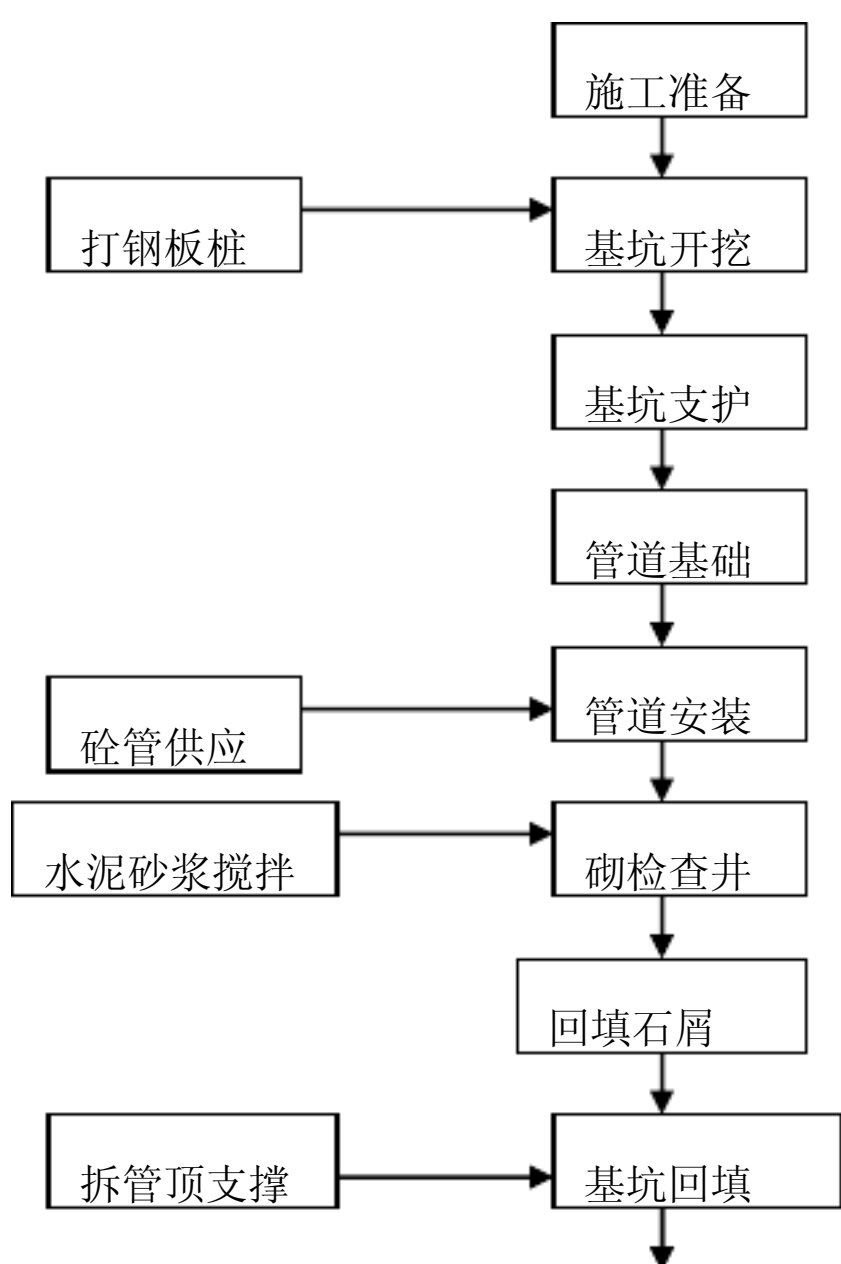 施工准备
打钢板桩
基坑开挖
基坑支护
管道基础
管道安装
砼管供应
水泥砂浆搅拌
砌检查井
回填石屑
拆管顶支撑
基坑回填